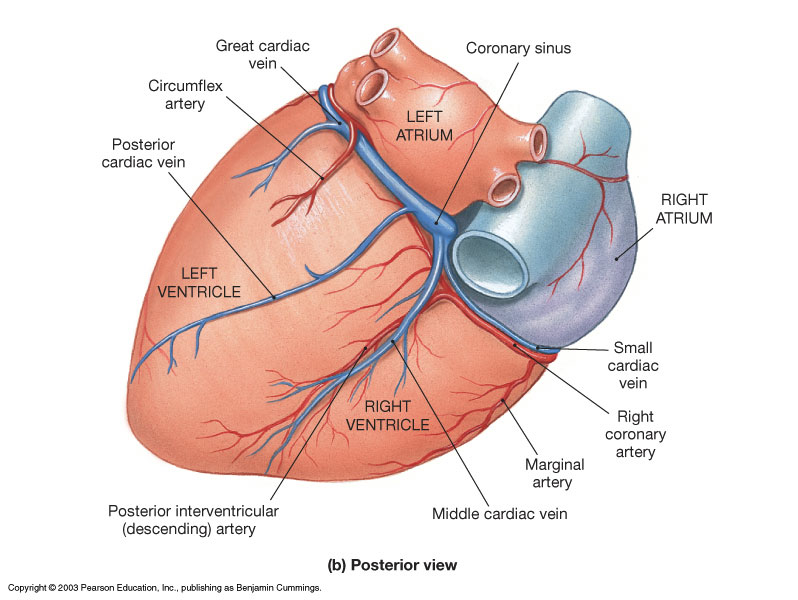 Great cardiac
vein
Coronary sinus
Circumflex
artery
LEFT
ATRIUM
Posterior
cardiac vein
RIGHT
ATRIUM
LEFT
VENTRICLE
Small
cardiac
vein
RIGHT
VENTRICLE
Right
coronary
artery
Marginal
artery
Posterior interventricular
(descending) artery
Middle cardiac vein
(b) Posterior view
Copyright © 2003 Pearson Education, Inc., publishing as Benjamin Cummings.